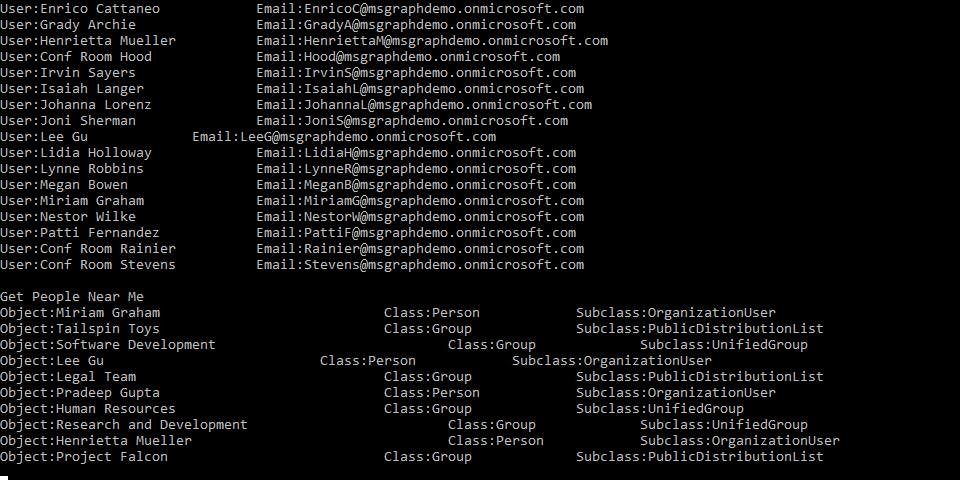 User:Enrico Cattaneo Email:EnricoC@msgraphdemo.onmicrosoft.com
User:Grady Archie Email:GradyA@msgraphdemo.onmicrosoft.com
User:Henrietta Mueller Email:HenriettaM@msgraphdemo.onmicrosoft.com
User:Conf Room Hood Email:Hood@msgraphdemo.onmicrosoft.com
User:Irvin Sayers Email:IrvinS@msgraphdemo.onmicrosoft.com
User:Isaiah Langer Email:IsaiahL@msgraphdemo.onmicrosoft.com
User:Johanna Lorenz Email:JohannaL@msgraphdemo.onmicrosoft.com
User:Joni Sherman Email:JoniS@msgraphdemo.onmicrosoft.com
User:Lee Gu Email:LeeG@msgraphdemo.onmicrosoft.com
User:Lidia Holloway Email:LidiaH@msgraphdemo.onmicrosoft.com
User:Lynne Robbins Email:LynneR@msgraphdemo.onmicrosoft.com
User:Megan Bowen Email:MeganB@msgraphdemo.onmicrosoft.com
User:Miriam Graham Email:MiriamG@msgraphdemo.onmicrosoft.com
User:Nestor Wilke Email:NestorW@msgraphdemo.onmicrosoft.com
User:Patti Fernandez Email:PattiF@msgraphdemo.onmicrosoft.com
User:Conf Room Rainier Email:Rainier@msgraphdemo.onmicrosoft.com
User:Conf Room Stevens Email:Stevens@msgraphdemo.onmicrosoft.com
Get People Near Me
Object:Miriam Graham Class:Person Subclass:OrganizationUser
Object:Tailspin Toys Class:Group Subclass:PublicDistributionList
Object:Software Development Class:Group Subclass:UnifiedGroup
Object:Lee Gu Class:Person Subclass:OrganizationUser
Object:Legal Team Class:Group Subclass:PublicDistributionList
Object:Pradeep Gupta Class:Person Subclass:OrganizationUser
Object:Human Resources Class:Group Subclass:UnifiedGroup
Object:Research and Development Class:Group Subclass:UnifiedGroup
Object:Henrietta Mueller Class:Person Subclass:OrganizationUser
Object:Project Falcon Class:Group Subclass:PublicDistributionList